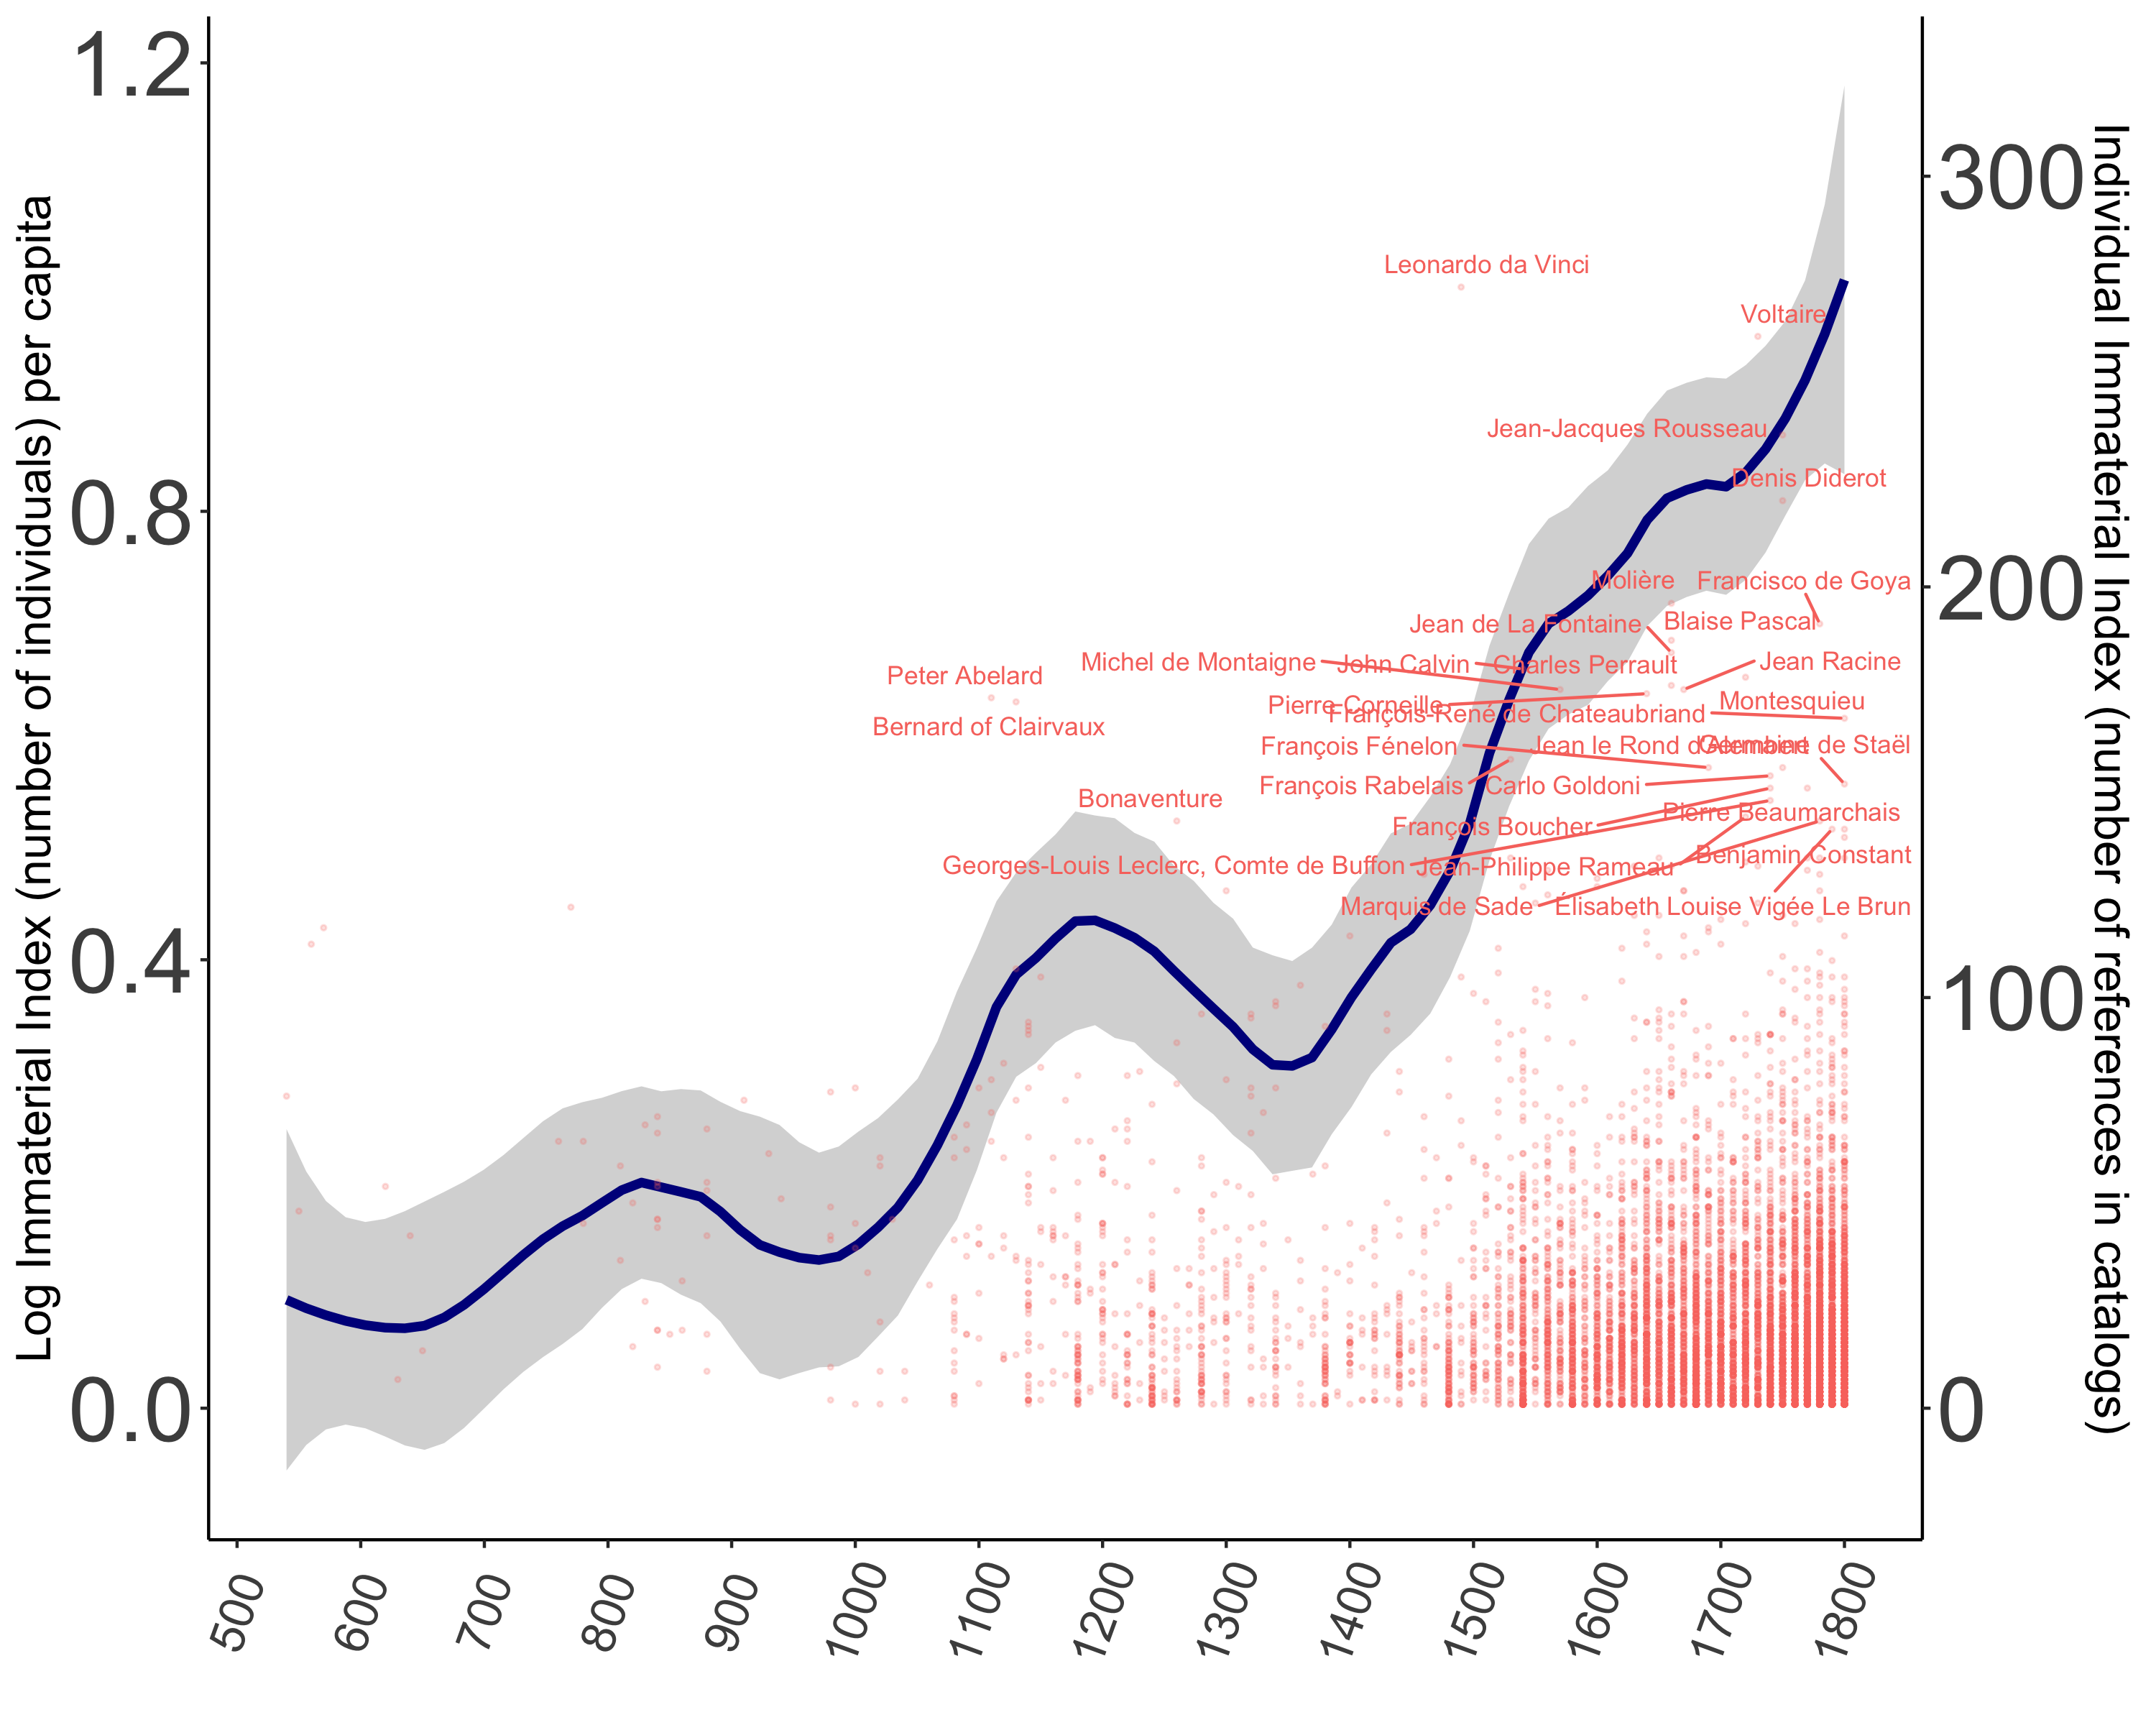 1.2
0.8
0.4
0.0
Log Immaterial Index (number of individuals) per capita
300
200
100
0
Individual Immaterial Index (number of references in catalogs)
Leonardo da Vinci
Voltaire
Jean-Jacques Rousseau
Denis Diderot
Molière
Francisco de Goya
Jean de La Fontaine
Blaise Pascal
Michel de Montaigne
John Calvin
Charles Perrault
Jean Racine
Peter Abelard
Bernard of Clairvaux
Pierre Corneille
François-René de Chateaubriand
Montesquieu
François Fénelon
Jean le Rond d'Alembert
Germaine de Staël
François Rabelais
Carlo Goldoni
Bonaventure
François Boucher
Pierre Beaumarchais
Georges-Louis Leclerc, Comte de Buffon
Jean-Philippe Rameau
Benjamin Constant
Marquis de Sade
Élisabeth Louise Vigée Le Brun
500
600
700
800
900
1000
1100
1200
1300
1400
1500
1600
1700
1800